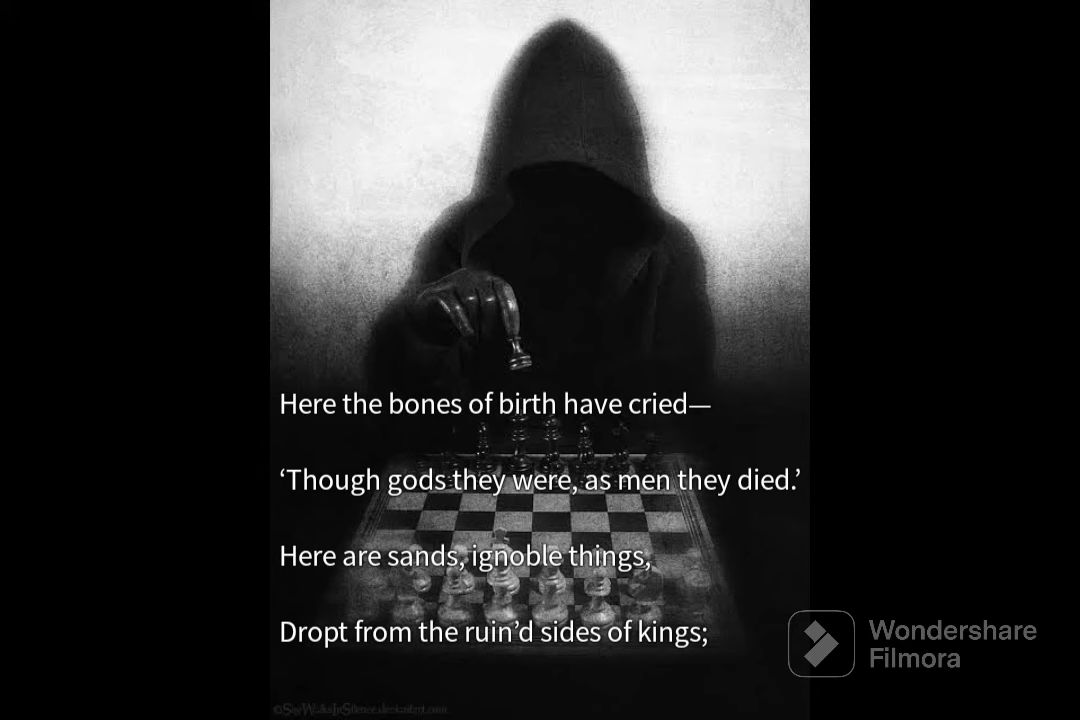 Here the bones of birth have cried—
‘Though gods they were, as men they died.’
Here are sands, ignoble things,
Dropt from the ruin’d sides of kings;
Wondershare
Filmora